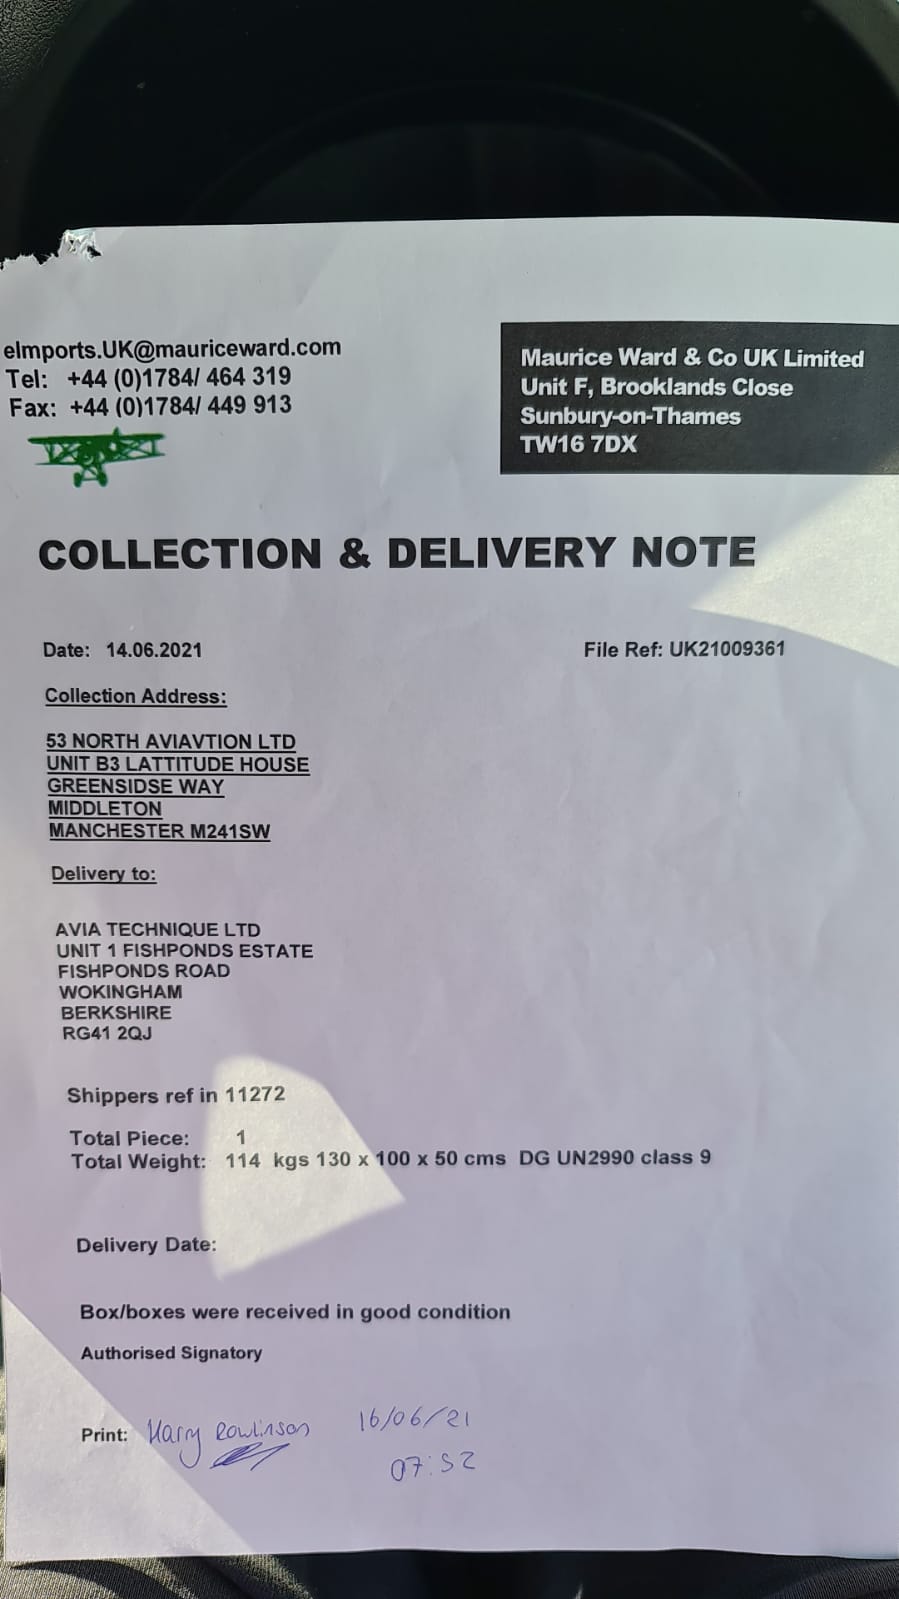 eImports.UK@mauriceward.com
Tel: +44 (0)1784/ 464 319
Fax: +44 (0)1784/ 449 913
Maurice Ward & Co UK Limited
Unit F, Brooklands Close
Sunbury-on-Thames
TW16 7DX
COLLECTION & DELIVERY NOTE
Date: 14.06.2021 File Ref: UK21009361
Collection Address:
53 NORTH AVIAVTION LTD
UNIT B3 LATTITUDE HOUSE
GREENSIDSE WAY
MIDDLETON
MANCHESTER M241SW
Delivery to:
AVIA TECHNIQUE LTD
UNIT 1 FISHPONDS ESTATE
FISHPONDS ROAD
WOKINGHAM
BERKSHIRE
RG41 2QJ
Shippers ref in 11272
Total Piece: 1
Total Weight: 114 kgs 130 x 100 x 50 cms DG UN2990 class 9
Delivery Date:
Box/boxes were received in good condition
Authorised Signatory
Print: Harry Rowlinson 16/06/21
07:52